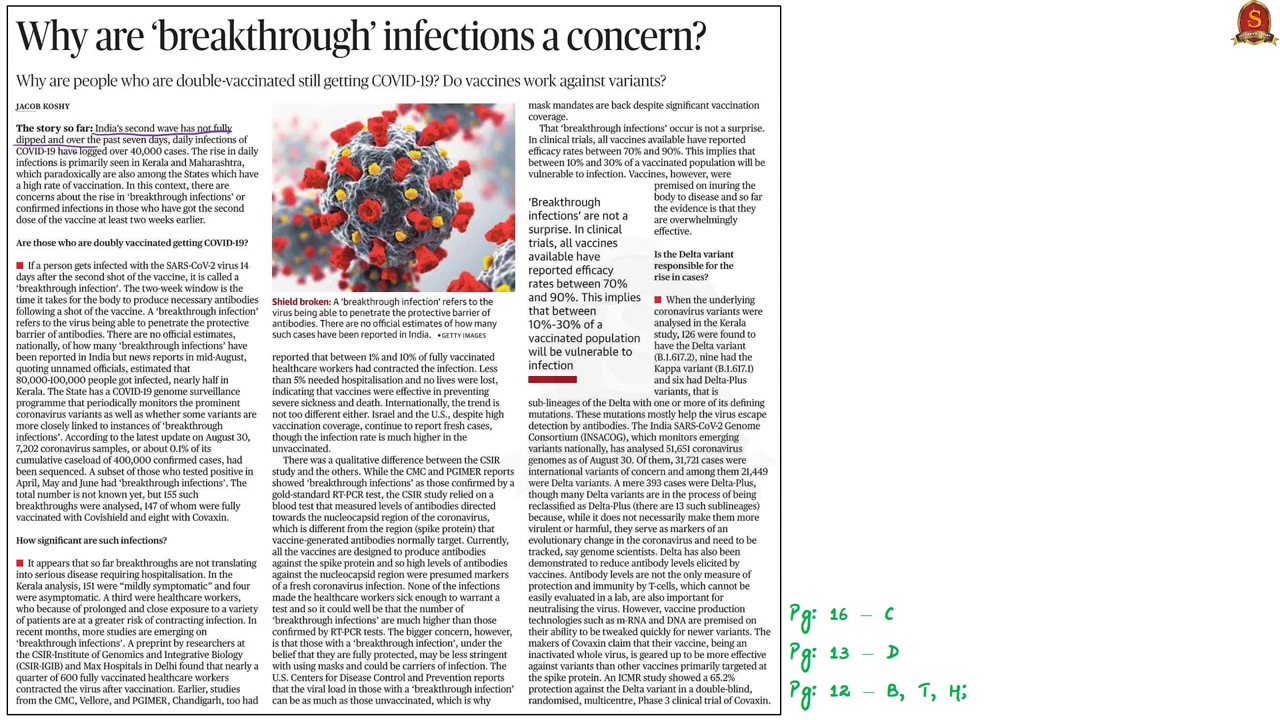 Why are ‘breakthrough’ infections a concern?
Why are people who are double-vaccinated still getting COVID-19? Do vaccines work against variants?
JACOB KOSHY
The story so far: India’s second wave has not fully
dipped and over the past seven days, daily infections of
COVID-19 have logged over 40,000 cases. The rise in daily
infections is primarily seen in Kerala and Maharashtra,
which paradoxically are also among the States which have
a high rate of vaccination. In this context, there are
concerns about the rise in ‘breakthrough infections’ or
confirmed infections in those who have got the second
dose of the vaccine at least two weeks earlier.
Are those who are doubly vaccinated getting COVID-19?
■ If a person gets infected with the SARS-CoV-2 virus 14
days after the second shot of the vaccine, it is called a
‘breakthrough infection’. The two-week window is the
time it takes for the body to produce necessary antibodies
following a shot of the vaccine. A ‘breakthrough infection’
refers to the virus being able to penetrate the protective
barrier of antibodies. There are no official estimates,
nationally, of how many ‘breakthrough infections’ have
been reported in India but news reports in mid-August,
quoting unnamed officials, estimated that
80,000-100,000 people got infected, nearly half in
Kerala. The State has a COVID-19 genome surveillance
programme that periodically monitors the prominent
coronavirus variants as well as whether some variants are
more closely linked to instances of ‘breakthrough
infections’. According to the latest update on August 30,
7,202 coronavirus samples, or about 0.1% of its
cumulative caseload of 400,000 confirmed cases, had
been sequenced. A subset of those who tested positive in
April, May and June had ‘breakthrough infections’. The
total number is not known yet, but 155 such
breakthroughs were analysed, 147 of whom were fully
vaccinated with Covishield and eight with Covaxin.
How significant are such infections?
■ It appears that so far breakthroughs are not translating
into serious disease requiring hospitalisation. In the
Kerala analysis, 151 were “mildly symptomatic” and four
were asymptomatic. A third were healthcare workers,
who because of prolonged and close exposure to a variety
of patients are at a greater risk of contracting infection. In
recent months, more studies are emerging on
‘breakthrough infections’. A preprint by researchers at
the CSIR-Institute of Genomics and Integrative Biology
(CSIR-IGIB) and Max Hospitals in Delhi found that nearly a
quarter of 600 fully vaccinated healthcare workers
contracted the virus after vaccination. Earlier, studies
from the CMC, Vellore, and PGIMER, Chandigarh, too had
Shield broken: A ‘breakthrough infection’ refers to the
virus being able to penetrate the protective barrier of
antibodies. There are no official estimates of how many
such cases have been reported in India. •GETTY IMAGES
reported that between 1% and 10% of fully vaccinated
healthcare workers had contracted the infection. Less
than 5% needed hospitalisation and no lives were lost,
indicating that vaccines were effective in preventing
severe sickness and death. Internationally, the trend is
not too different either. Israel and the U.S., despite high
vaccination coverage, continue to report fresh cases,
though the infection rate is much higher in the
unvaccinated.
There was a qualitative difference between the CSIR
study and the others. While the CMC and PGIMER reports
showed ‘breakthrough infections’ as those confirmed by a
gold-standard RT-PCR test, the CSIR study relied on a
blood test that measured levels of antibodies directed
towards the nucleocapsid region of the coronavirus,
which is different from the region (spike protein) that
vaccine-generated antibodies normally target. Currently,
all the vaccines are designed to produce antibodies
against the spike protein and so high levels of antibodies
against the nucleocapsid region were presumed markers
of a fresh coronavirus infection. None of the infections
made the healthcare workers sick enough to warrant a
test and so it could well be that the number of
‘breakthrough infections’ are much higher than those
confirmed by RT-PCR tests. The bigger concern, however,
is that those with a ‘breakthrough infection’, under the
belief that they are fully protected, may be less stringent
with using masks and could be carriers of infection. The
U.S. Centers for Disease Control and Prevention reports
that the viral load in those with a ‘breakthrough infection’
can be as much as those unvaccinated, which is why
mask mandates are back despite significant vaccination
coverage.
That ‘breakthrough infections’ occur is not a surprise.
In clinical trials, all vaccines available have reported
efficacy rates between 70% and 90%. This implies that
between 10% and 30% of a vaccinated population will be
vulnerable to infection. Vaccines, however, were
premised on inuring the
body to disease and so far
the evidence is that they
are overwhelmingly
effective.
‘Breakthrough
infections’ are not a
surprise. In clinical
trials, all vaccines
available have
reported efficacy
rates between 70%
and 90%. This implies
that between
10%-30% of a
vaccinated population
will be vulnerable to
infection
Is the Delta variant
responsible for the
rise in cases?
■ When the underlying
coronavirus variants were
analysed in the Kerala
study, 126 were found to
have the Delta variant
(B.1.617.2), nine had the
Kappa variant (B.1.617.1)
and six had Delta-Plus
variants, that is
sub-lineages of the Delta with one or more of its defining
mutations. These mutations mostly help the virus escape
detection by antibodies. The India SARS-CoV-2 Genome
Consortium (INSACOG), which monitors emerging
variants nationally, has analysed 51,651 coronavirus
genomes as of August 30. Of them, 31,721 cases were
international variants of concern and among them 21,449
were Delta variants. A mere 393 cases were Delta-Plus,
though many Delta variants are in the process of being
reclassified as Delta-Plus (there are 13 such sublineages)
because, while it does not necessarily make them more
virulent or harmful, they serve as markers of an
evolutionary change in the coronavirus and need to be
tracked, say genome scientists. Delta has also been
demonstrated to reduce antibody levels elicited by
vaccines. Antibody levels are not the only measure of
protection and immunity by T-cells, which cannot be
easily evaluated in a lab, are also important for
neutralising the virus. However, vaccine production
technologies such as m-RNA and DNA are premised on
their ability to be tweaked quickly for newer variants. The
makers of Covaxin claim that their vaccine, being an
inactivated whole virus, is geared up to be more effective
against variants than other vaccines primarily targeted at
the spike protein. An ICMR study showed a 65.2%
protection against the Delta variant in a double-blind,
randomised, multicentre, Phase 3 clinical trial of Covaxin.
S
Pg: 16 – C
Pg: 13 – D
Pg: 12 – B, T, H;